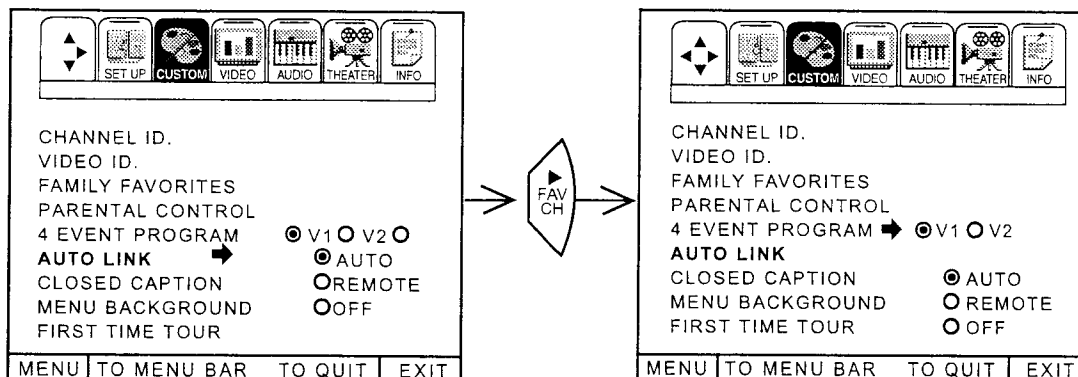 SET UP CUSTOM VIDEO AUDIO THEATER INFO
CHANNEL ID.
VIDEO ID.
FAMILY FAVORITES
PARENTAL CONTROL
4 EVENT PROGRAM V1 V2
AUTO LINK AUTO
CLOSED CAPTION REMOTE
MENU BACKGROUND OFF
FIRST TIME TOUR
MENU TO MENU BAR TO QUIT EXIT
FAV
CH
SET UP CUSTOM VIDEO AUDIO THEATER INFO
CHANNEL ID.
VIDEO ID.
FAMILY FAVORITES
PARENTAL CONTROL
4 EVENT PROGRAM V1 V2
AUTO LINK
CLOSED CAPTION AUTO
MENU BACKGROUND REMOTE
FIRST TIME TOUR OFF
MENU TO MENU BAR TO QUIT EXIT